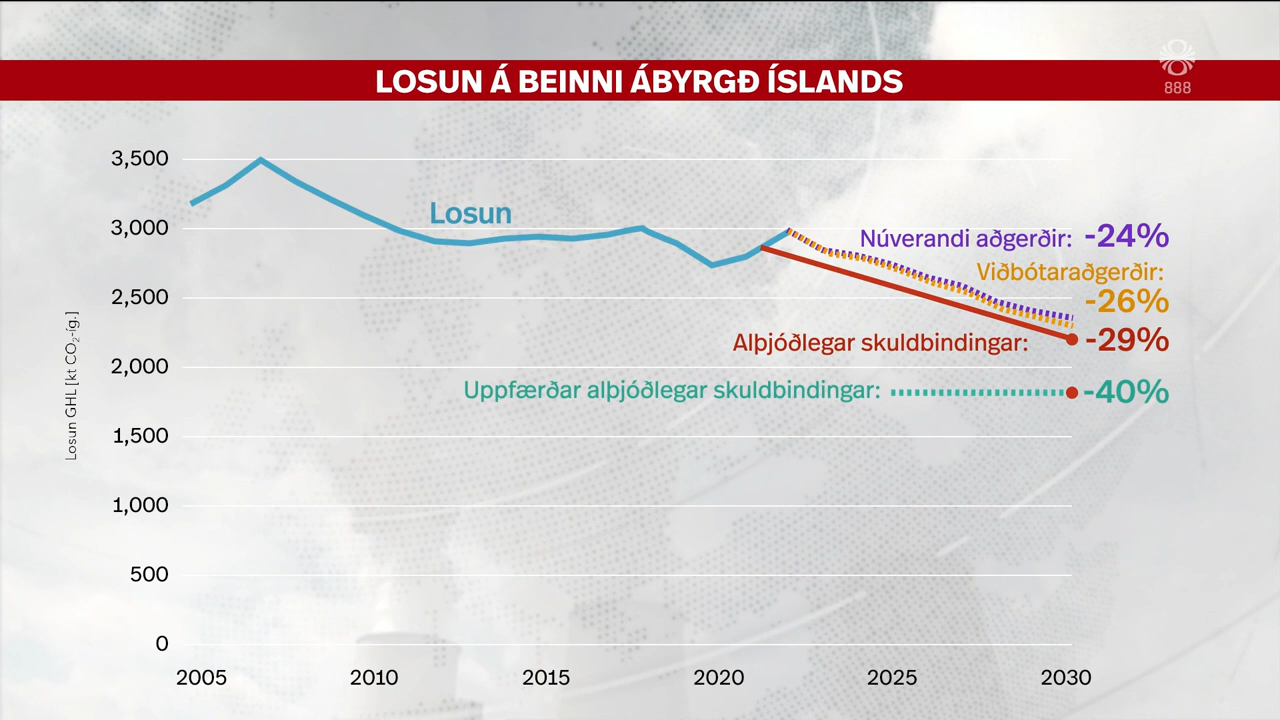 LOSUN Á BEINNI ÁBYRGÐ ÍSLANDS
888
3,500
3,000
2,500
2,000
1,500
1,000
500
0
Losun GHL [kt CO₂-íg.]
Losun
Núverandi aðgerðir: -24%
Viðbótaraðgerðir:
-26%
Alþjóðlegar skuldbindingar: -29%
Uppfærðar alþjóðlegar skuldbindingar: -40%
2005 2010 2015 2020 2025 2030